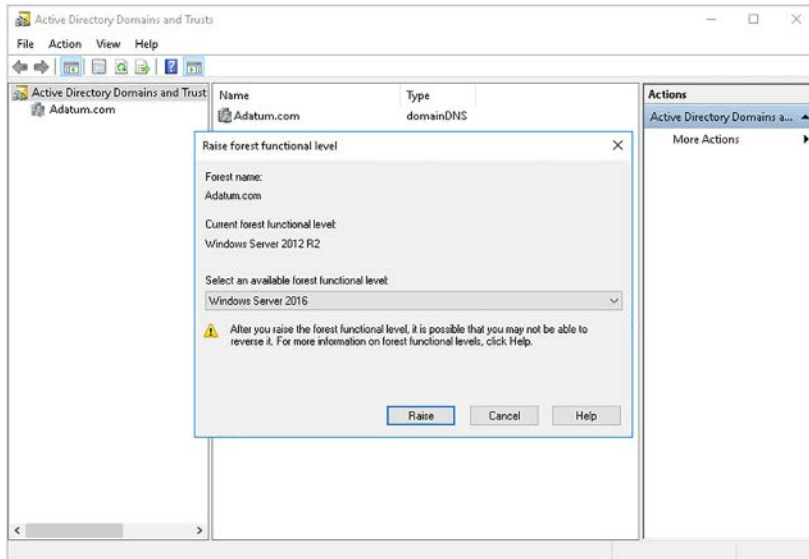 Active Directory Domains and Trusts
File Action View Help
Active Directory Domains and Trust
Adatum.com
Name Type
Adatum.com domainDNS
Actions
Active Directory Domains a...
More Actions
Raise forest functional level
Forest name:
Adatum.com
Current forest functional level:
Windows Server 2012 R2
Select an available forest functional level:
Windows Server 2016
After you raise the forest functional level, it is possible that you may not be able to
reverse it. For more information on forest functional levels, click Help.
Raise Cancel Help